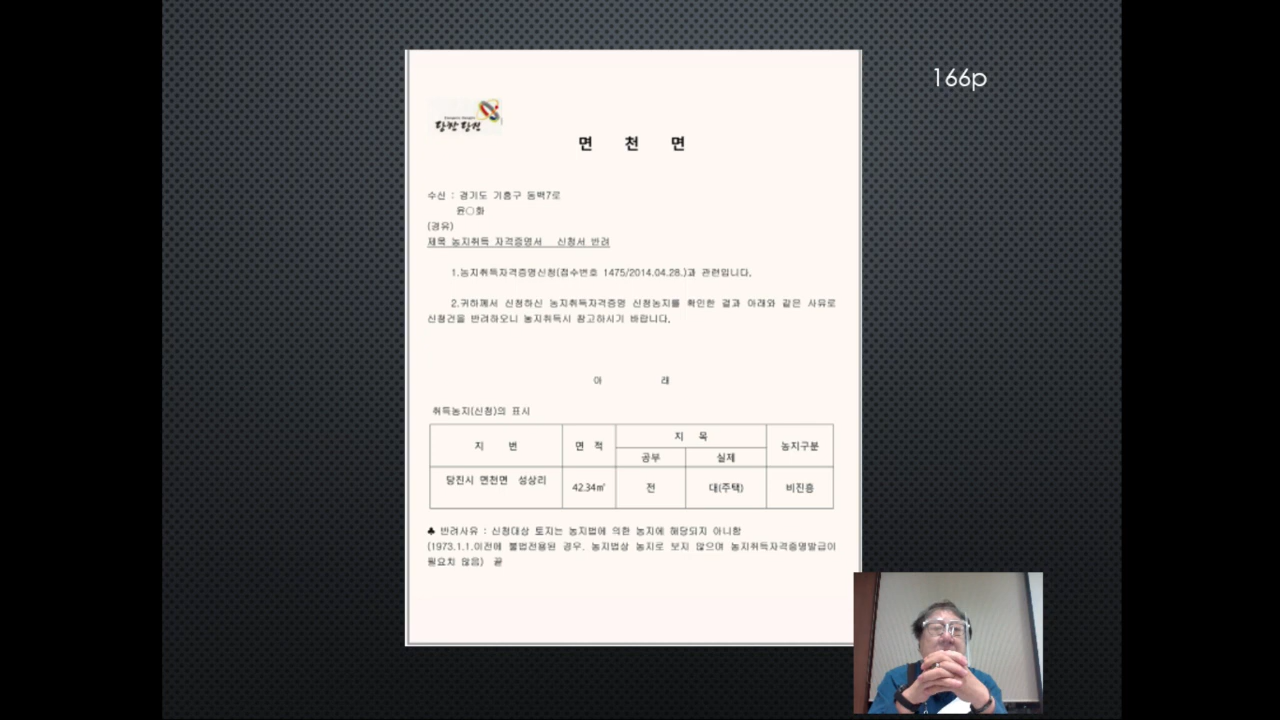 166p
당찬 당진
면 천 면
수신 : 경기도 기흥구 동백7로
윤○화
(경유)
제목 농지취득 자격증명서 신청서 반려
1.농지취득자격증명신청(접수번호 1475/2014.04.28.)과 관련입니다.
2.귀하께서 신청하신 농지취득자격증명 신청농지를 확인한 결과 아래와 같은 사유로
신청건을 반려하오니 농지취득시 참고하시기 바랍니다.
아 래
취득농지(신청)의 표시
지 번 면 적 지 목 농지구분
공부 실제
당진시 면천면 성상리 42.34㎡ 전 대(주택) 비진흥
♣ 반려사유 : 신청대상 토지는 농지법에 의한 농지에 해당되지 아니함
(1973.1.1.이전에 불법전용된 경우, 농지법상 농지로 보지 않으며 농지취득자격증명발급이
필요치 않음) 끝